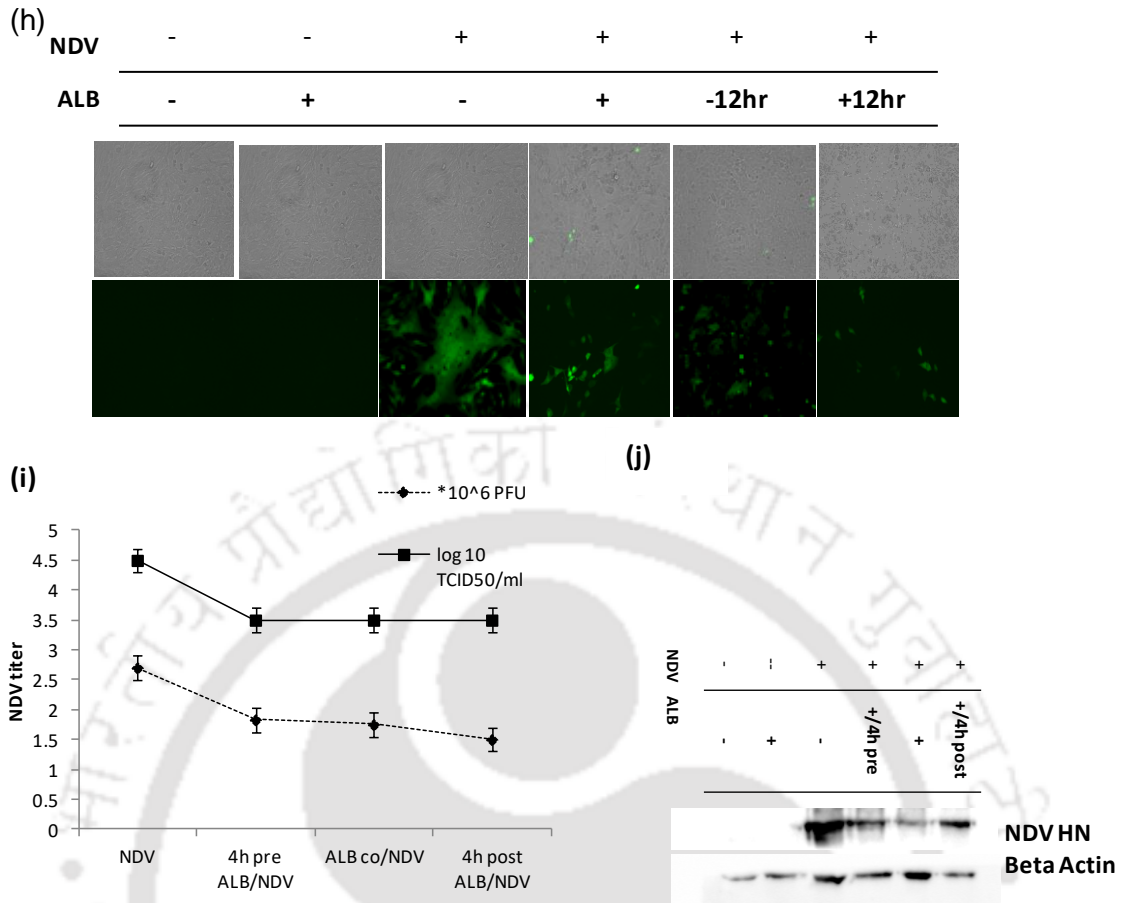 (h)
NDV - - + + + +
ALB - + - + -12hr +12hr
(i)
*10^6 PFU
log 10
TCID50/ml
NDV titer
5
4.5
4
3.5
3
2.5
2
1.5
1
0.5
0
NDV
4h pre
ALB/NDV
ALB co/NDV
4h post
ALB/NDV
(j)
NDV - - + + + +
ALB - + - +/4h pre + +/4h post
NDV HN
Beta Actin